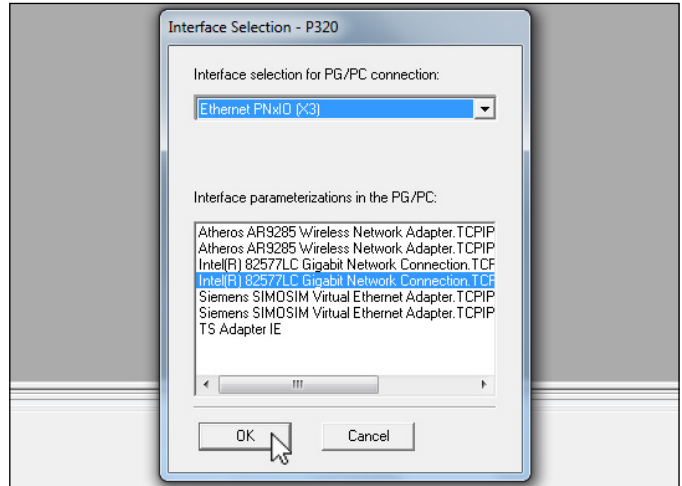 Interface Selection - P320
Interface selection for PG/PC connection:
Ethernet PNxIO (X3)
Interface parameterizations in the PG/PC:
Atheros AR9285 Wireless Network Adapter.TCPIP
Atheros AR9285 Wireless Network Adapter.TCPIP
Intel(R) 82577LC Gigabit Network Connection.TCF
Intel(R) 82577LC Gigabit Network Connection.TCF
Siemens SIMOSIM Virtual Ethernet Adapter.TCPIP
Siemens SIMOSIM Virtual Ethernet Adapter.TCPIP
TS Adapter IE
OK Cancel